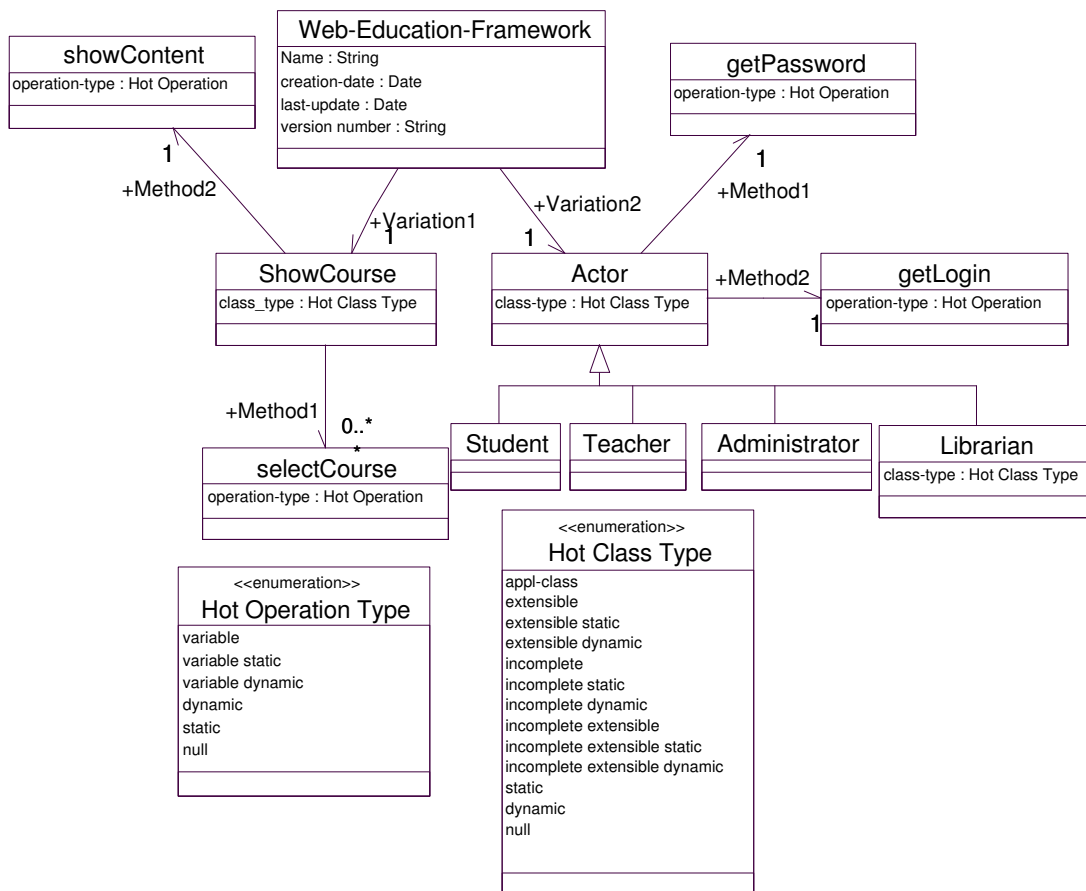 showContent
operation-type : Hot Operation
Web-Education-Framework
Name : String
creation-date : Date
last-update : Date
version number : String
getPassword
operation-type : Hot Operation
1
+Method2
+Variation1
1
+Variation2
1
1
+Method1
ShowCourse
class_type : Hot Class Type
Actor
class-type : Hot Class Type
+Method2
1
getLogin
operation-type : Hot Operation
+Method1
0..*
*
selectCourse
operation-type : Hot Operation
Student
Teacher
Administrator
Librarian
class-type : Hot Class Type
<<enumeration>>
Hot Operation Type
variable
variable static
variable dynamic
dynamic
static
null
<<enumeration>>
Hot Class Type
appl-class
extensible
extensible static
extensible dynamic
incomplete
incomplete static
incomplete dynamic
incomplete extensible
incomplete extensible static
incomplete extensible dynamic
static
dynamic
null